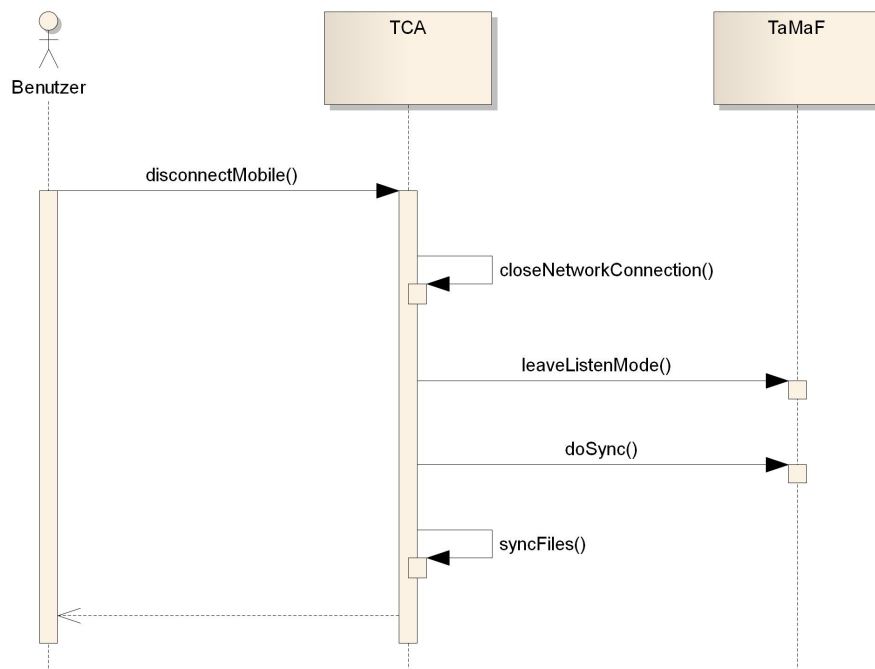 TCA
TaMaF
Benutzer
disconnectMobile()
closeNetworkConnection()
leaveListenMode()
doSync()
syncFiles()